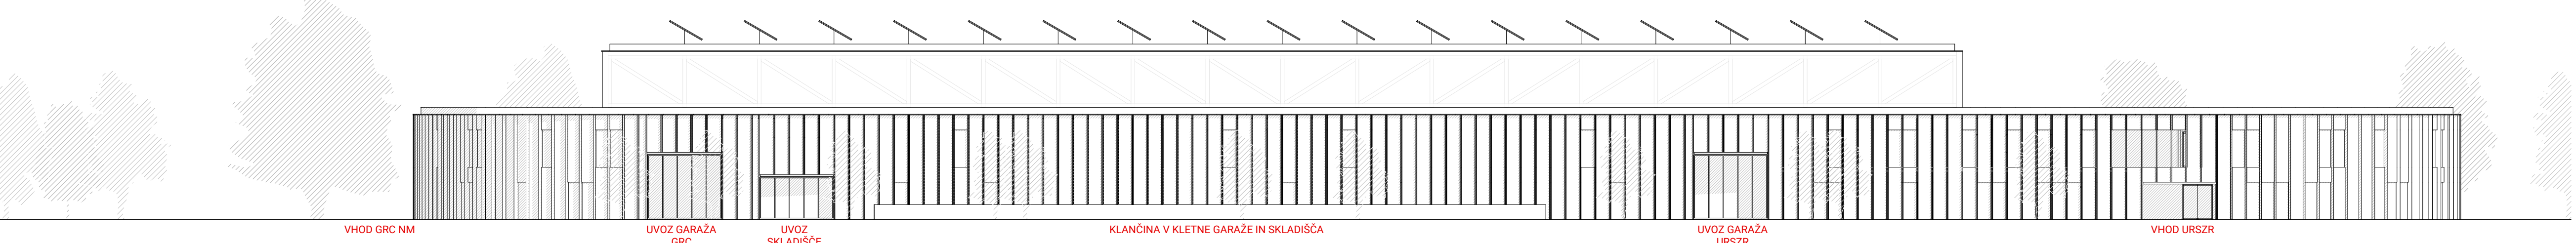 VHOD GRC NM
UVOZ GARAŽA
GRC
UVOZ
SKLADIŠČE
KLANČINA V KLETNE GARAŽE IN SKLADIŠČA
UVOZ GARAŽA
URSZR
VHOD URSZR